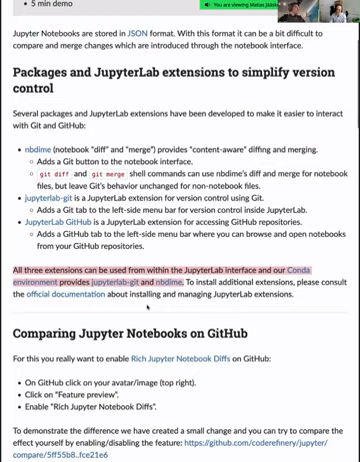 • 5 min demo
You are viewing Matias Jääsk
Jupyter Notebooks are stored in JSON format. With this format it can be a bit difficult to
compare and merge changes which are introduced through the notebook interface.
Packages and JupyterLab extensions to simplify version
control
Several packages and JupyterLab extensions have been developed to make it easier to interact
with Git and GitHub:
• nbdime (notebook "diff" and "merge") provides "content-aware" diffing and merging.
○ Adds a Git button to the notebook interface.
○ git diff and git merge shell commands can use nbdime's diff and merge for notebook
files, but leave Git's behavior unchanged for non-notebook files.
• jupyterlab-git is a JupyterLab extension for version control using Git.
○ Adds a Git tab to the left-side menu bar for version control inside JupyterLab.
• JupyterLab GitHub is a JupyterLab extension for accessing GitHub repositories.
○ Adds a GitHub tab to the left-side menu bar where you can browse and open notebooks
from your GitHub repositories.
All three extensions can be used from within the JupyterLab interface and our Conda
environment provides jupyterlab-git and nbdime. To install additional extensions, please consult
the official documentation about installing and managing JupyterLab extensions.
Comparing Jupyter Notebooks on GitHub
For this you really want to enable Rich Jupyter Notebook Diffs on GitHub:
• On GitHub click on your avatar/image (top right).
• Click on "Feature preview".
• Enable "Rich Jupyter Notebook Diffs".
To demonstrate the difference we have created a small change and you can try to compare the
effect yourself by enabling/disabling the feature: https://github.com/coderefinery/jupyter/
compare/5ff55b8..fce21e6